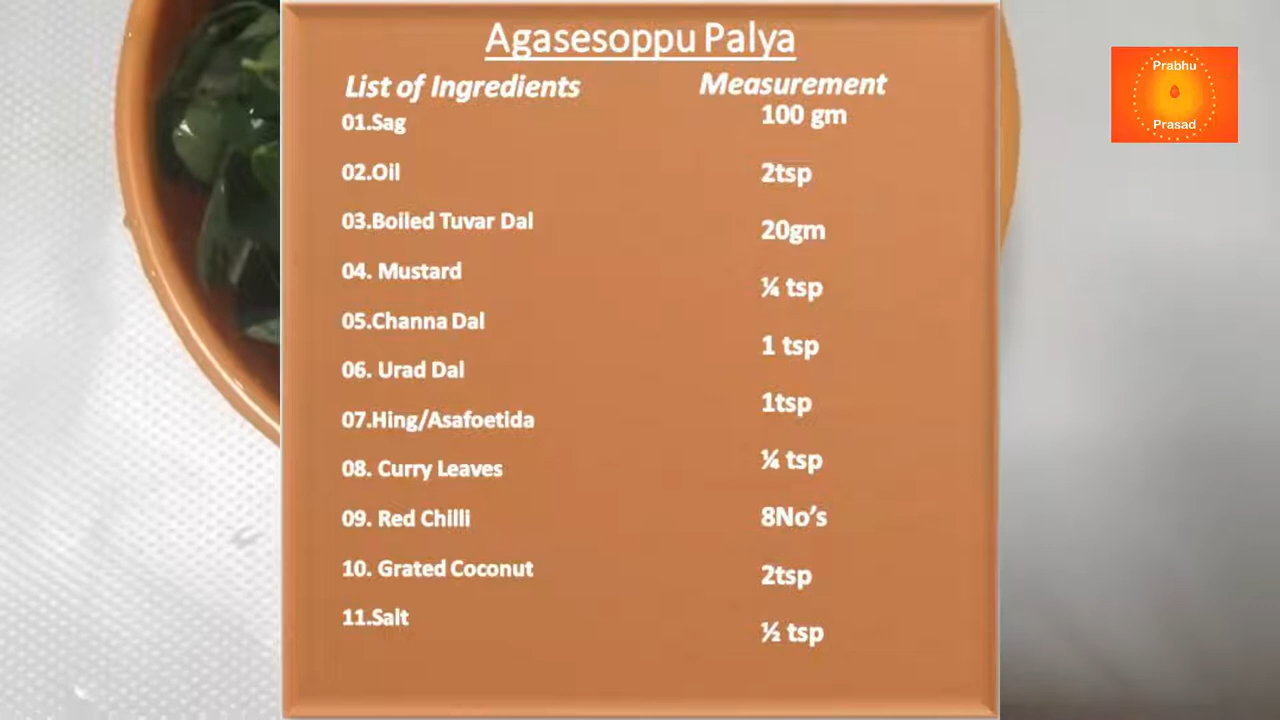 Agasesoppu Palya
List of Ingredients
01.Sag
02.Oil
03.Boiled Tuvar Dal
04. Mustard
05.Channa Dal
06. Urad Dal
07.Hing/Asafoetida
08. Curry Leaves
09. Red Chilli
10. Grated Coconut
11.Salt
Measurement
100 gm
2tsp
20gm
¼ tsp
1 tsp
1tsp
¼ tsp
8No’s
2tsp
½ tsp
Prabhu
Prasad